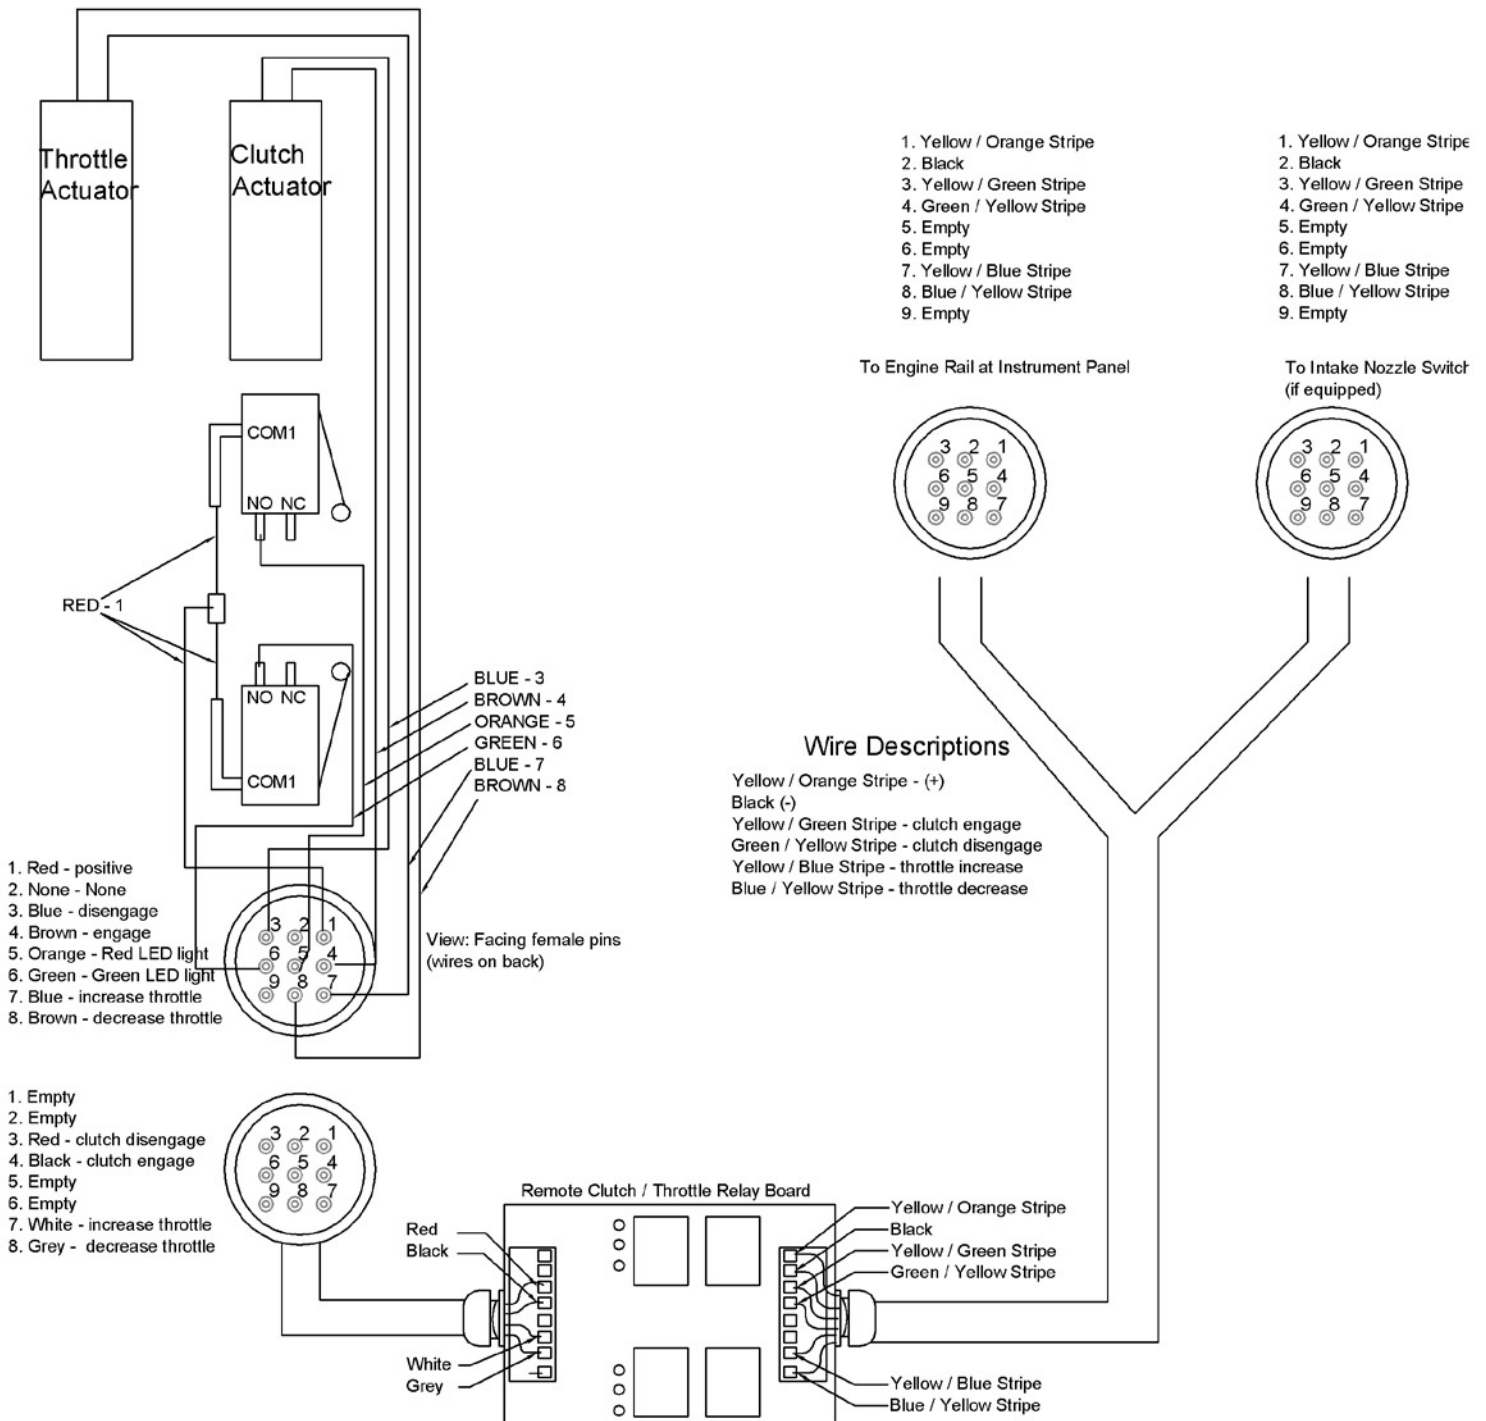 Throttle
Actuator
Clutch
Actuator
1. Yellow / Orange Stripe
2. Black
3. Yellow / Green Stripe
4. Green / Yellow Stripe
5. Empty
6. Empty
7. Yellow / Blue Stripe
8. Blue / Yellow Stripe
9. Empty
1. Yellow / Orange Stripe
2. Black
3. Yellow / Green Stripe
4. Green / Yellow Stripe
5. Empty
6. Empty
7. Yellow / Blue Stripe
8. Blue / Yellow Stripe
9. Empty
To Engine Rail at Instrument Panel
To Intake Nozzle Switch
(if equipped)
3 2 1
6 5 4
9 8 7
3 2 1
6 5 4
9 8 7
COM1
NO NC
RED - 1
NO NC
COM1
BLUE - 3
BROWN - 4
ORANGE - 5
GREEN - 6
BLUE - 7
BROWN - 8
Wire Descriptions
Yellow / Orange Stripe - (+)
Black (-)
Yellow / Green Stripe - clutch engage
Green / Yellow Stripe - clutch disengage
Yellow / Blue Stripe - throttle increase
Blue / Yellow Stripe - throttle decrease
1. Red - positive
2. None - None
3. Blue - disengage
4. Brown - engage
5. Orange - Red LED light
6. Green - Green LED light
7. Blue - increase throttle
8. Brown - decrease throttle
3 2 1
6 5 4
9 8 7
View: Facing female pins
(wires on back)
1. Empty
2. Empty
3. Red - clutch disengage
4. Black - clutch engage
5. Empty
6. Empty
7. White - increase throttle
8. Grey - decrease throttle
3 2 1
6 5 4
9 8 7
Remote Clutch / Throttle Relay Board
Red
Black
White
Grey
Yellow / Orange Stripe
Black
Yellow / Green Stripe
Green / Yellow Stripe
Yellow / Blue Stripe
Blue / Yellow Stripe